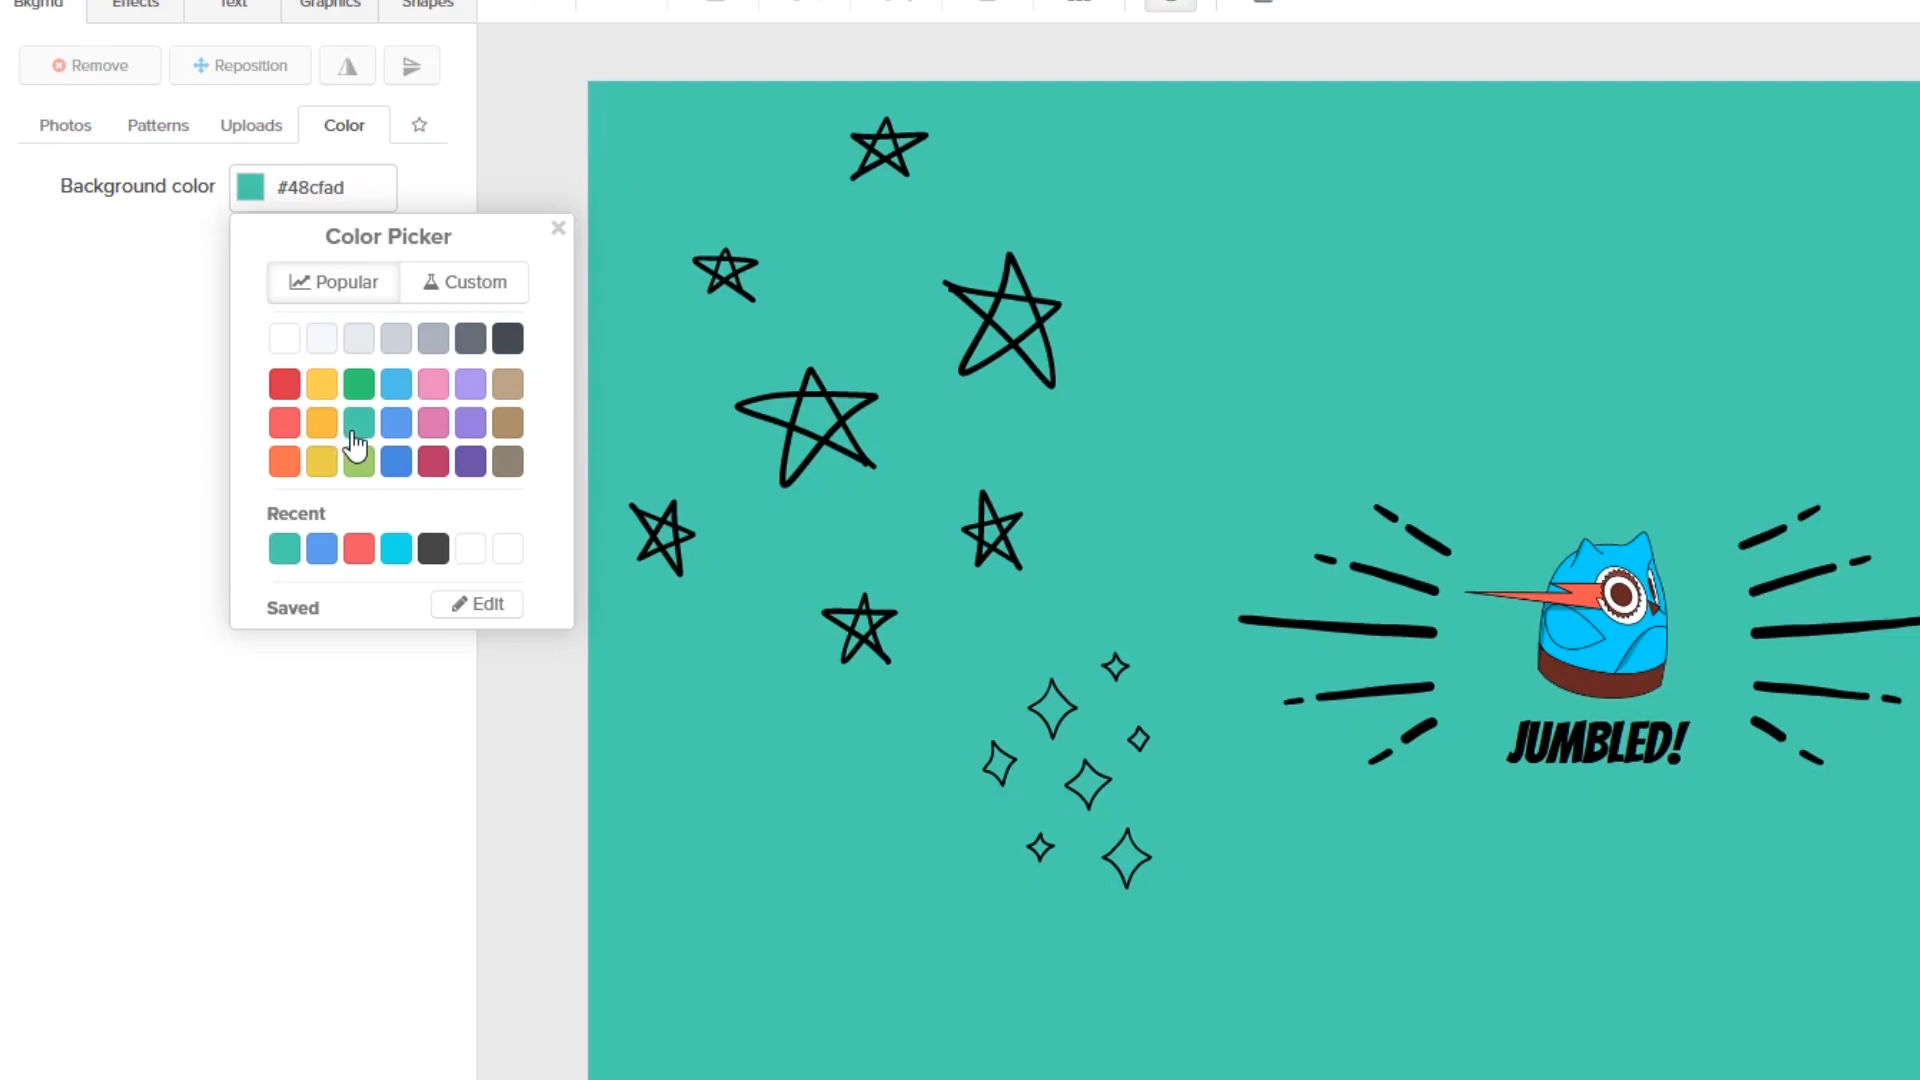 Bkgrnd Effects Text Graphics Shapes
Remove Reposition
Photos Patterns Uploads Color
Background color #48cfad
Color Picker
Popular Custom
Recent
Saved Edit
JUMBLED!